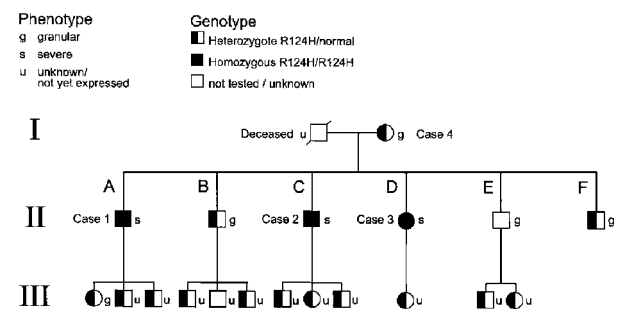 Phenotype
g granular
s severe
u unknown/
not yet expressed
Genotype
Heterozygote R124H/normal
Homozygous R124H/R124H
not tested / unknown
I Deceased u g Case 4
A B C D E F
II Case 1 s g Case 2 s Case 3 s g g
III g u u u u u u u u u u u